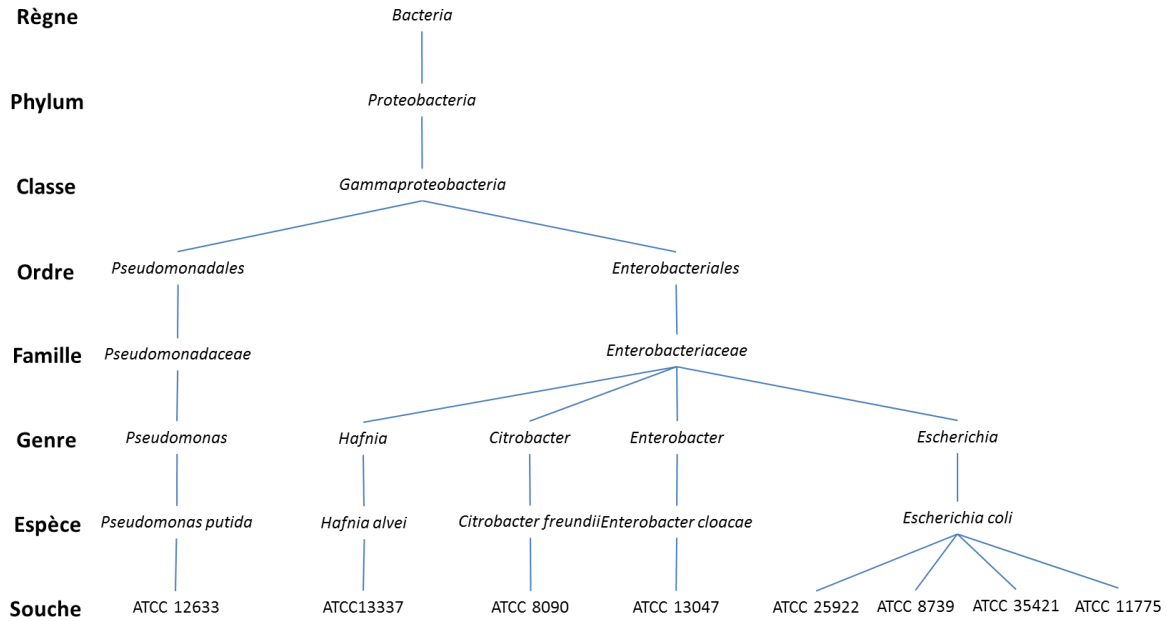 Règne
Bacteria
Phylum
Proteobacteria
Classe
Gammaproteobacteria
Ordre
Pseudomonadales
Enterobacteriales
Famille
Pseudomonadaceae
Enterobacteriaceae
Genre
Pseudomonas
Hafnia
Citrobacter
Enterobacter
Escherichia
Espèce
Pseudomonas putida
Hafnia alvei
Citrobacter freundii
Enterobacter cloacae
Escherichia coli
Souche
ATCC 12633
ATCC13337
ATCC 8090
ATCC 13047
ATCC 25922
ATCC 8739
ATCC 35421
ATCC 11775